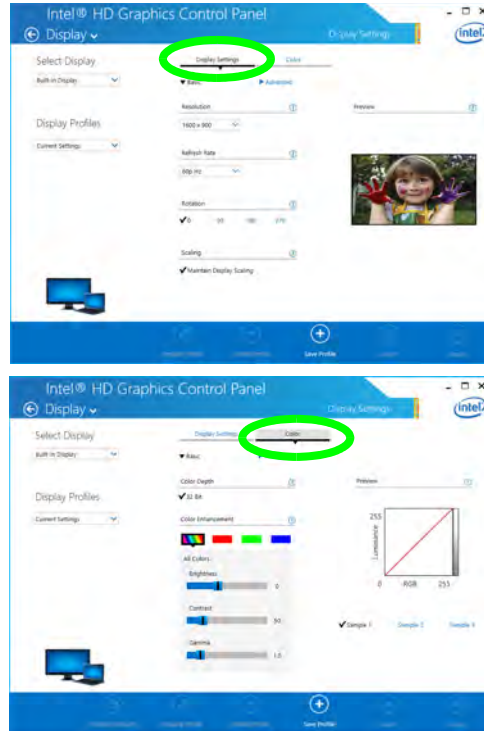 Intel® HD Graphics Control Panel
Display
Display Settings
intel
Select Display
Display Settings
Color
Built-in Display
Basic
Advanced
Resolution
Preview
1600 x 900
Display Profiles
Current Settings
Refresh Rate
60p Hz
Rotation
0 90 180 270
Scaling
Maintain Display Scaling
Save Profile
Intel® HD Graphics Control Panel
Display
Display Settings
intel
Select Display
Display Settings
Color
Built-in Display
Basic
Color Depth
Preview
32 Bit
Display Profiles
Current Settings
Color Enhancement
255
Luminance
All Colors
Brightness
0
0 RGB 255
Contrast
50
Sample 1 Sample 2 Sample 3
Gamma
1.0
Save Profile